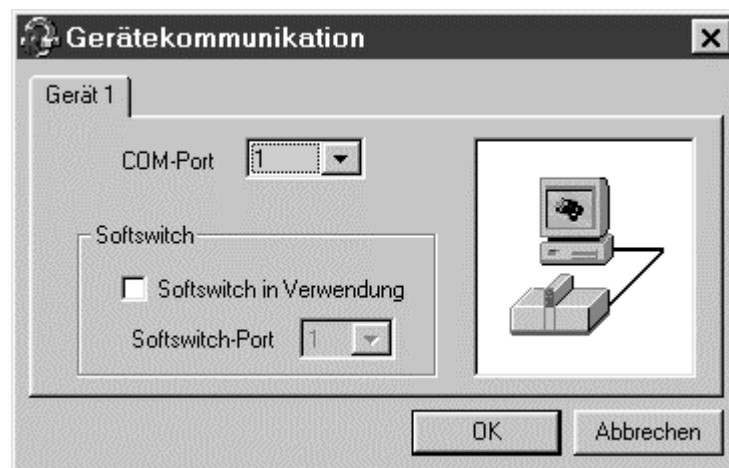 Gerätekommunikation
Gerät 1
COM-Port 1
Softswitch
Softswitch in Verwendung
Softswitch-Port 1
OK Abbrechen